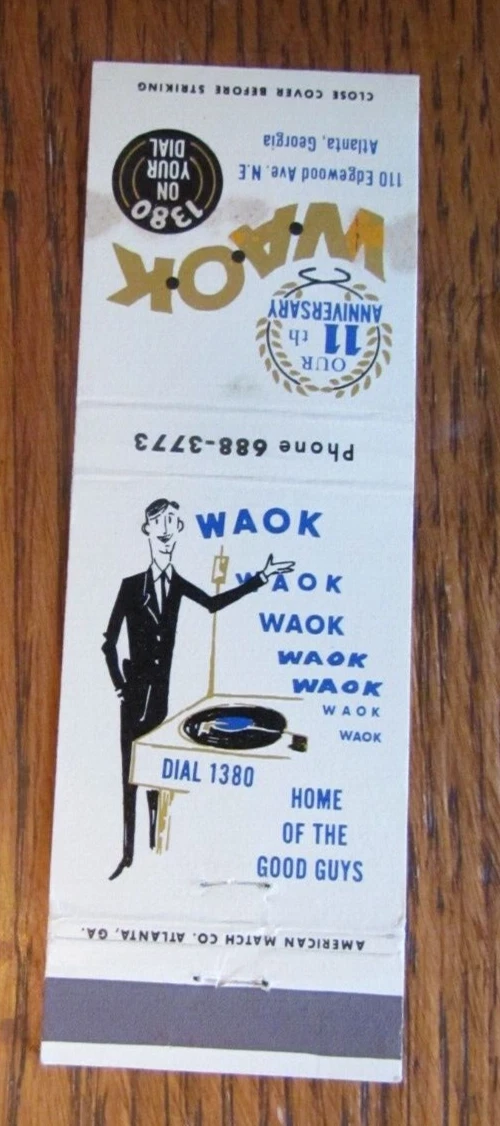 CLOSE COVER BEFORE STRIKING
110 Edgewood Ave. N.E
Atlanta, Georgia
1380
ON
YOUR
DIAL
WAOK
OUR
11 th
ANNIVERSARY
Phone 688-3773
WAOK
WAOK
WAOK
WAOK
WAOK
WAOK
WAOK
DIAL 1380
HOME
OF THE
GOOD GUYS
AMERICAN MATCH CO. ATLANTA, GA.